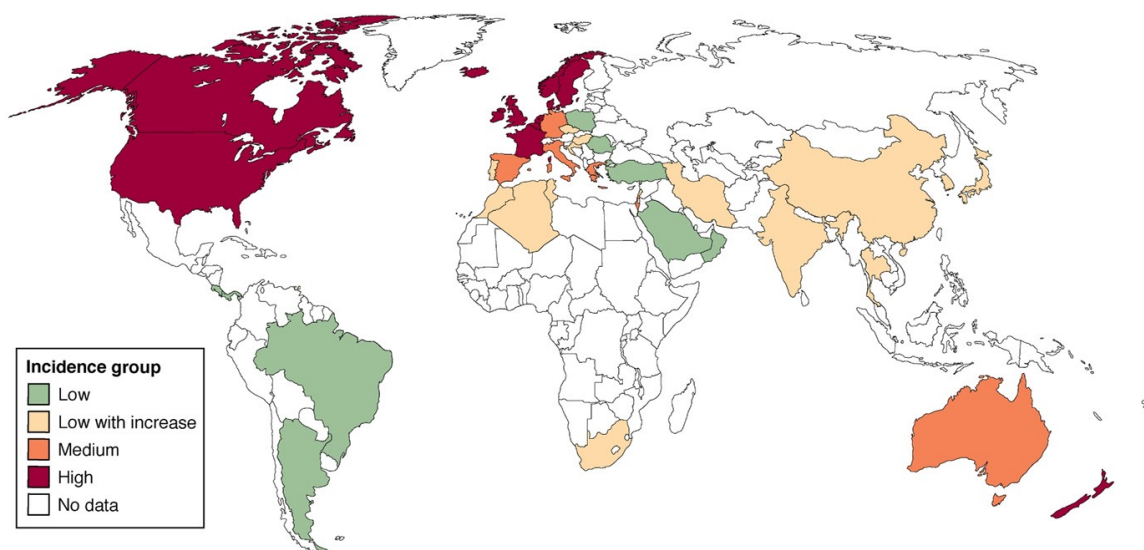 Incidence group
Low
Low with increase
Medium
High
No data